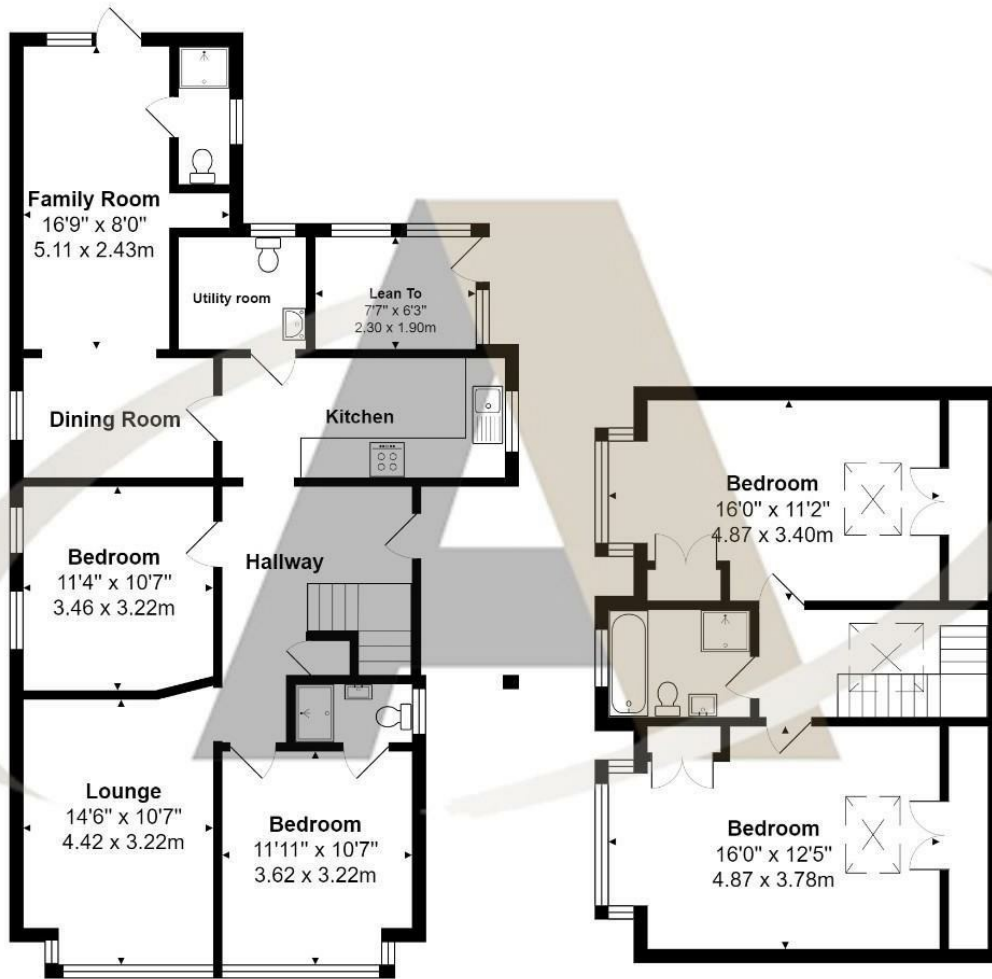 Family Room
16'9" x 8'0"
5.11 x 2.43m
Utility room
Lean To
7'7" x 6'3"
2.30 x 1.90m
Dining Room
Kitchen
Bedroom
11'4" x 10'7"
3.46 x 3.22m
Hallway
Lounge
14'6" x 10'7"
4.42 x 3.22m
Bedroom
11'11" x 10'7"
3.62 x 3.22m
Bedroom
16'0" x 11'2"
4.87 x 3.40m
Bedroom
16'0" x 12'5"
4.87 x 3.78m
A